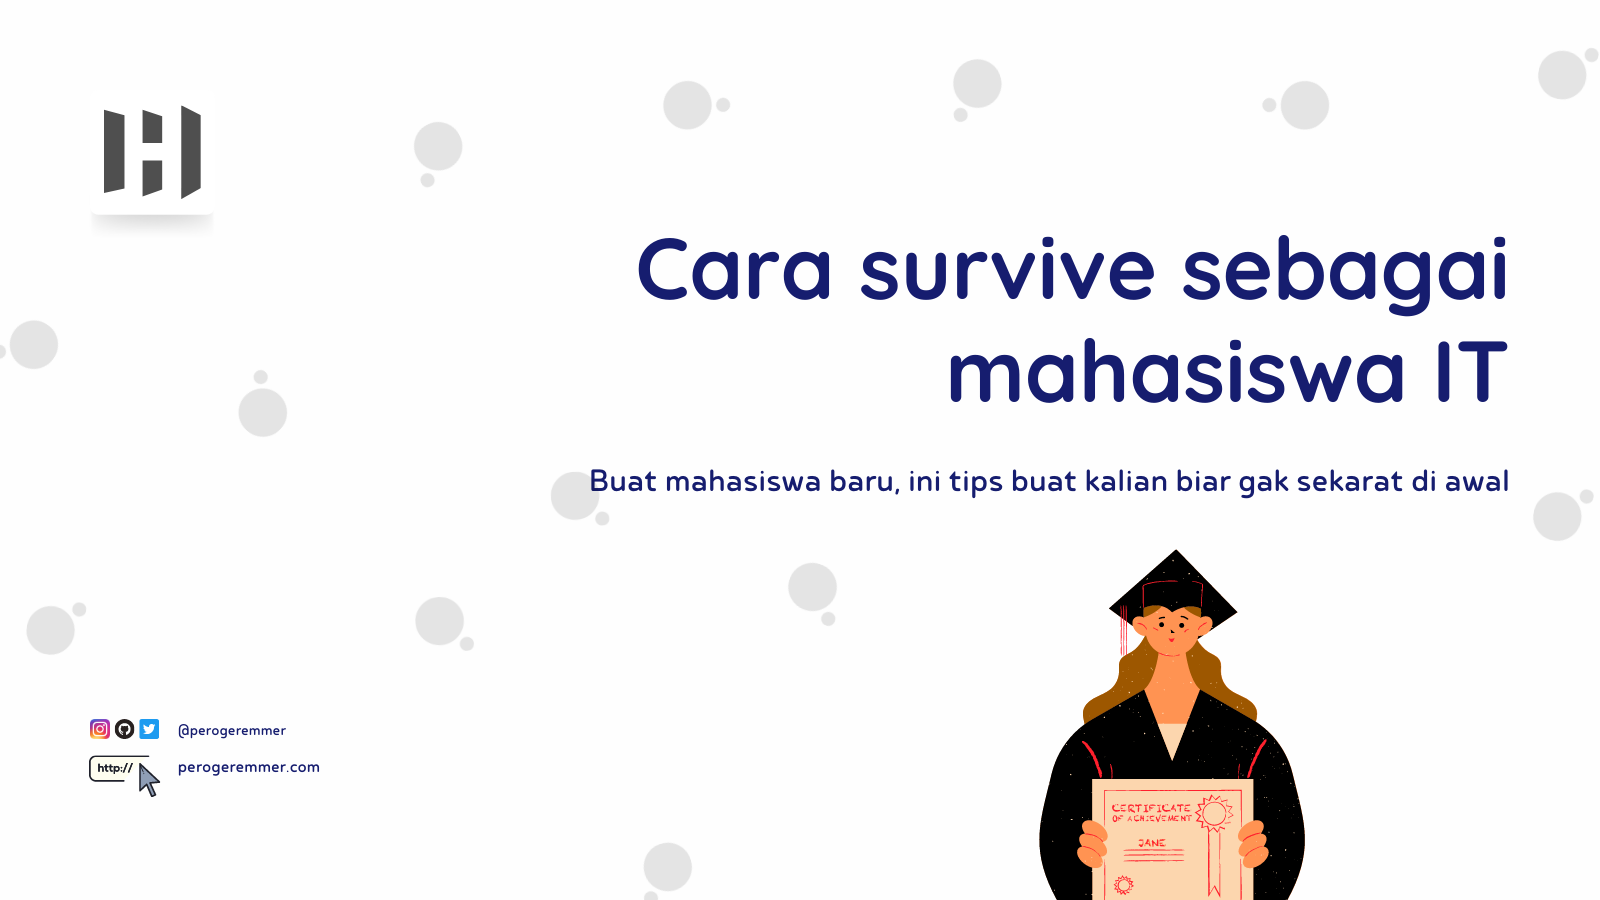 Cara survive sebagai
mahasiswa IT
Buat mahasiswa baru, ini tips buat kalian biar gak sekarat di awal
@perogeremmer
http://
perogeremmer.com
CERTIFICATE
OF ACHIEVEMENT
JANE